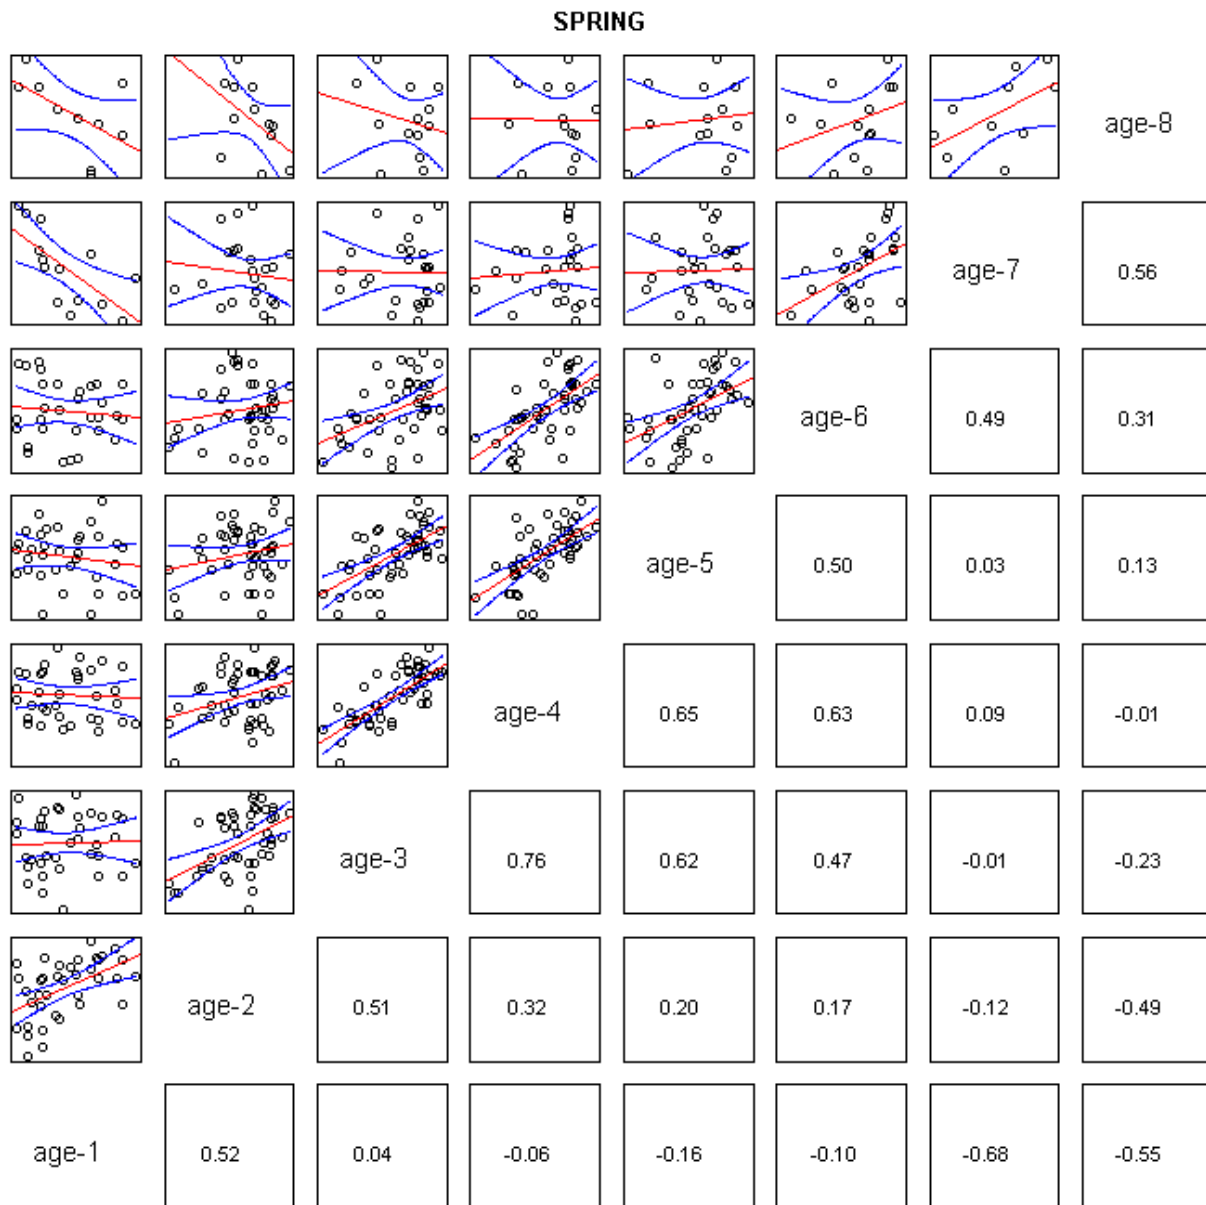 SPRING
age-8
age-7 0.56
age-6 0.49 0.31
age-5 0.50 0.03 0.13
age-4 0.65 0.63 0.09 -0.01
age-3 0.76 0.62 0.47 -0.01 -0.23
age-2 0.51 0.32 0.20 0.17 -0.12 -0.49
age-1 0.52 0.04 -0.06 -0.16 -0.10 -0.68 -0.55